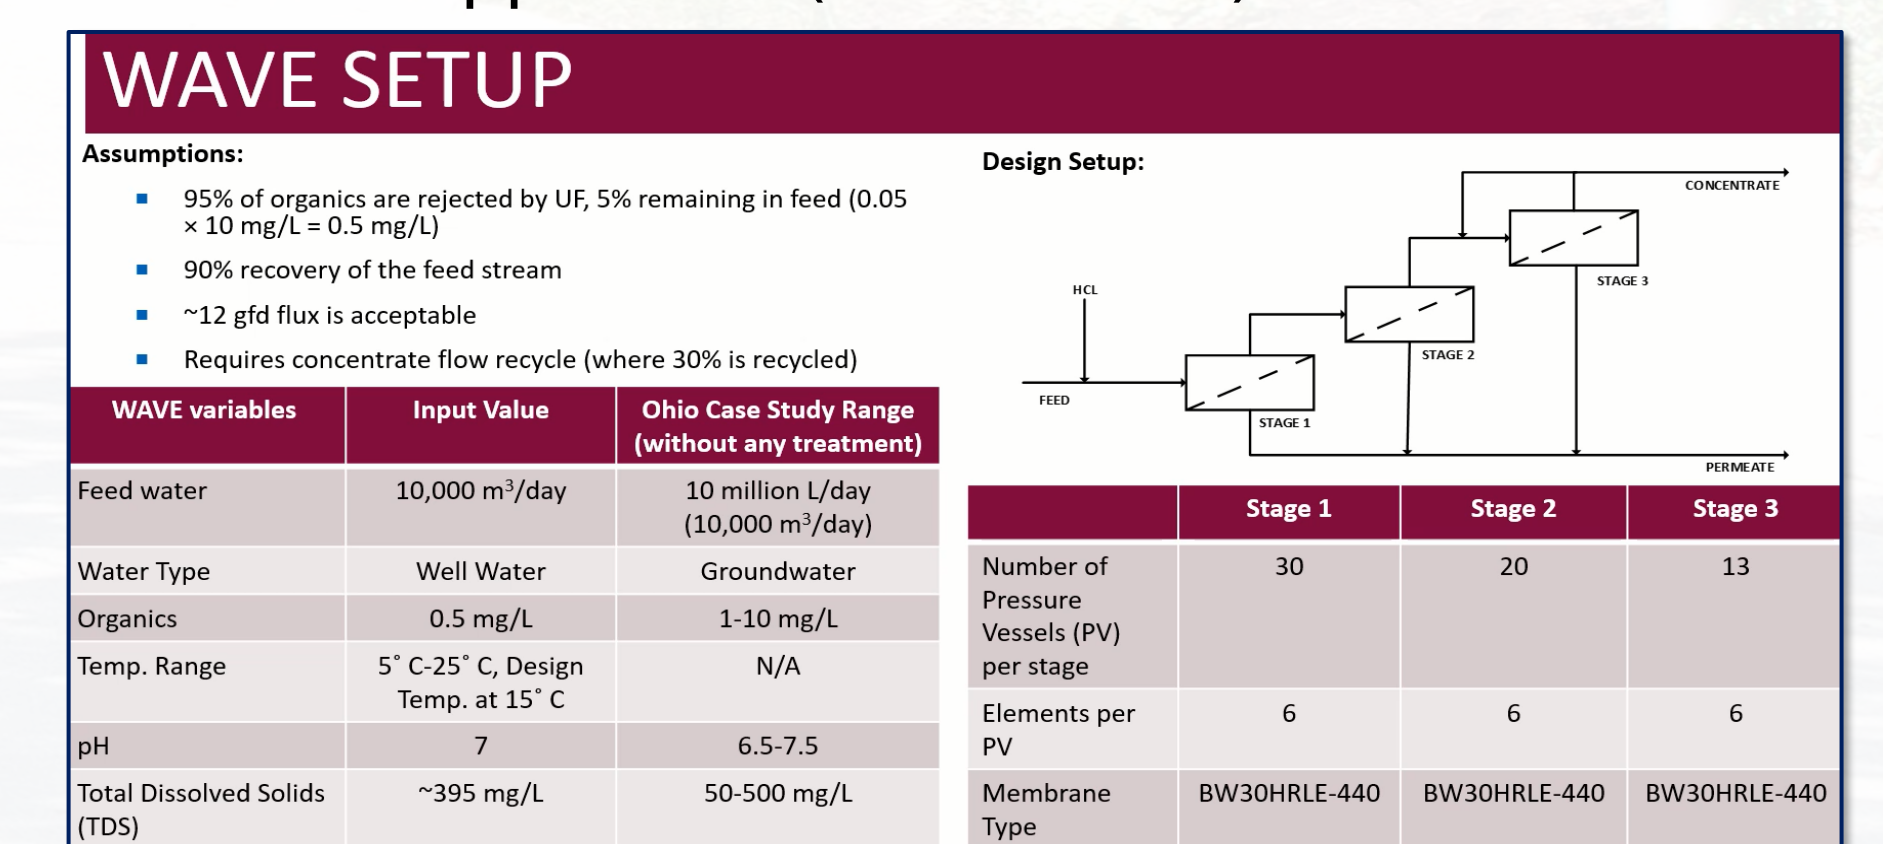 WAVE SETUP
Assumptions:
▪ 95% of organics are rejected by UF, 5% remaining in feed (0.05
× 10 mg/L = 0.5 mg/L)
▪ 90% recovery of the feed stream
▪ ~12 gfd flux is acceptable
▪ Requires concentrate flow recycle (where 30% is recycled)
WAVE variables Input Value Ohio Case Study Range
(without any treatment)
Feed water 10,000 m³/day 10 million L/day
(10,000 m³/day)
Water Type Well Water Groundwater
Organics 0.5 mg/L 1-10 mg/L
Temp. Range 5˚ C-25˚ C, Design N/A
Temp. at 15˚ C
pH 7 6.5-7.5
Total Dissolved Solids ~395 mg/L 50-500 mg/L
(TDS)
Design Setup:
CONCENTRATE
STAGE 3
HCL
STAGE 2
FEED
STAGE 1
PERMEATE
Stage 1 Stage 2 Stage 3
Number of 30 20 13
Pressure
Vessels (PV)
per stage
Elements per 6 6 6
PV
Membrane BW30HRLE-440 BW30HRLE-440 BW30HRLE-440
Type